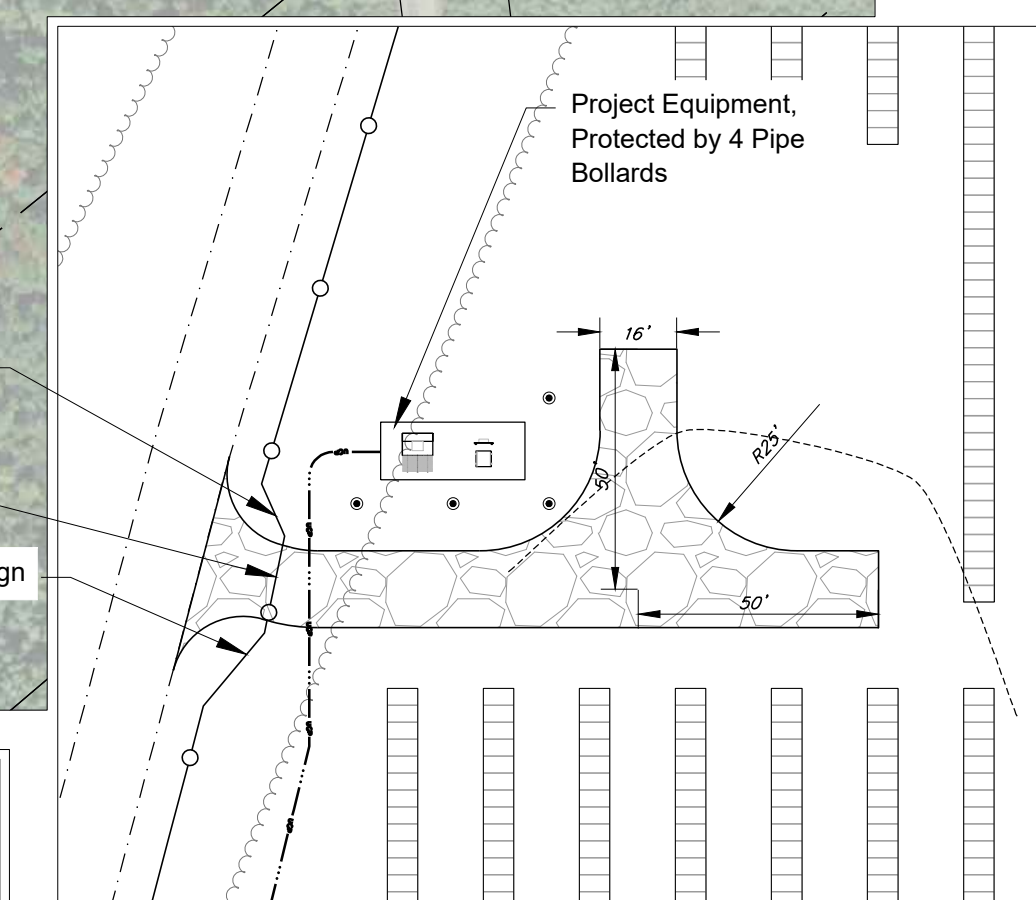 Project Equipment,
Protected by 4 Pipe
Bollards
16'
R25'
50'
gn
50'